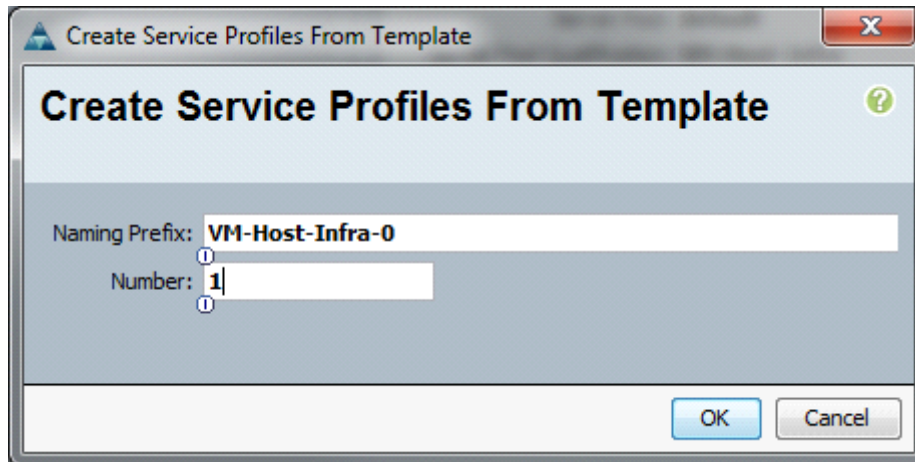 Create Service Profiles From Template
Create Service Profiles From Template
Naming Prefix: VM-Host-Infra-0
Number: 1
OK Cancel